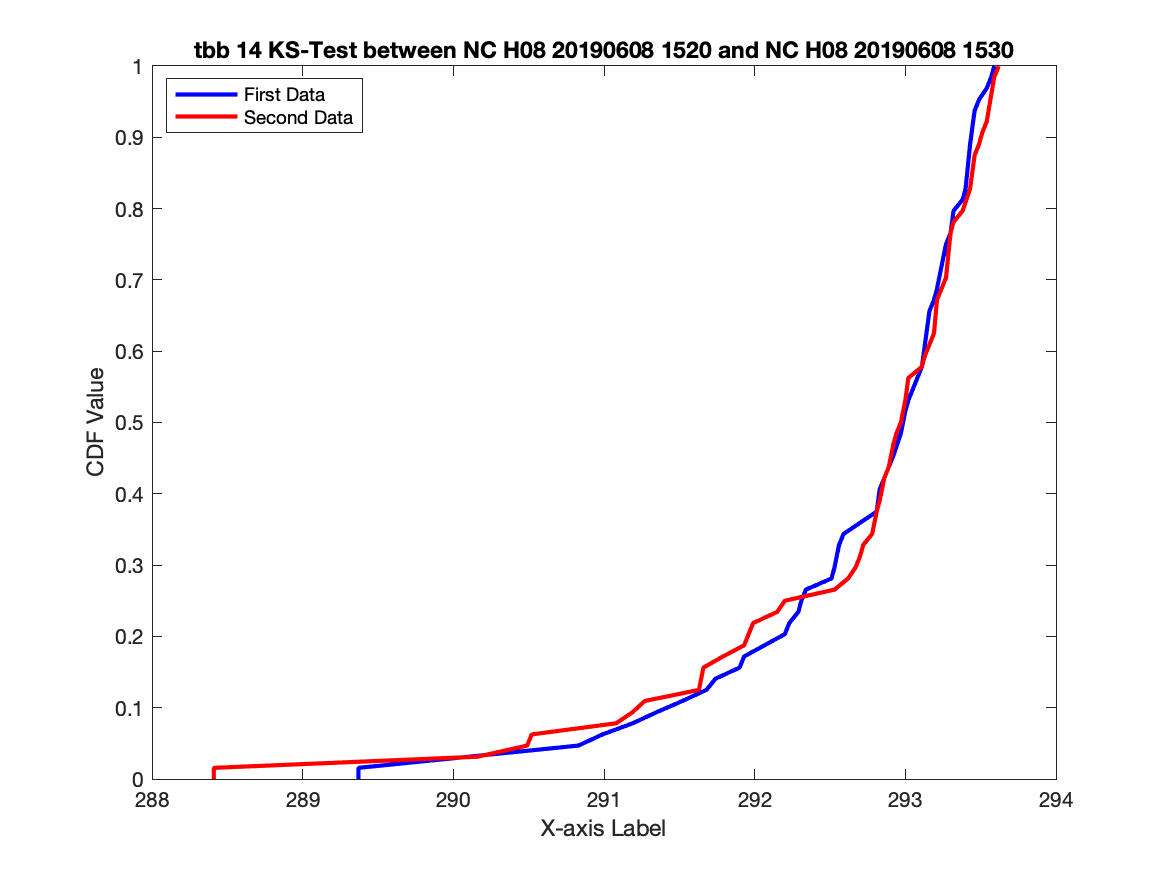 tbb 14 KS-Test between NC H08 20190608 1520 and NC H08 20190608 1530
First Data
Second Data
1
0.9
0.8
0.7
0.6
0.5
0.4
0.3
0.2
0.1
0
CDF Value
288 289 290 291 292 293 294
X-axis Label